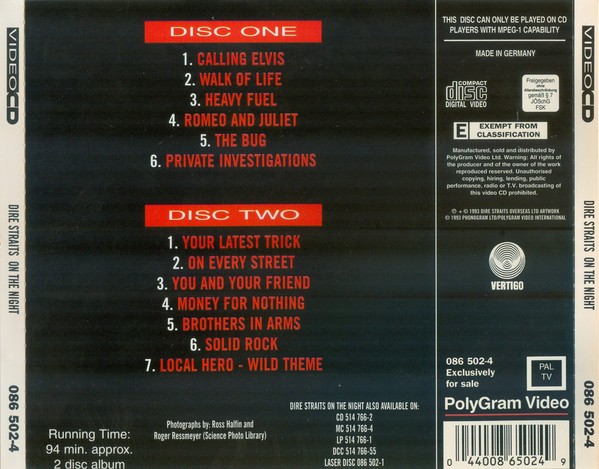 VIDEO CD
DIRE STRAITS ON THE NIGHT
086 502-4
DISC ONE
1. CALLING ELVIS
2. WALK OF LIFE
3. HEAVY FUEL
4. ROMEO AND JULIET
5. THE BUG
6. PRIVATE INVESTIGATIONS
DISC TWO
1. YOUR LATEST TRICK
2. ON EVERY STREET
3. YOU AND YOUR FRIEND
4. MONEY FOR NOTHING
5. BROTHERS IN ARMS
6. SOLID ROCK
7. LOCAL HERO - WILD THEME
Running Time:
94 min. approx.
2 disc album
Photographs by: Ross Halfin and
Roger Ressmeyer (Science Photo Library)
DIRE STRAITS ON THE NIGHT ALSO AVAILABLE ON:
CD 514 766-2
MC 514 766-4
LP 514 766-1
DCC 514 766-55
LASER DISC 086 502-1
THIS DISC CAN ONLY BE PLAYED ON CD
PLAYERS WITH MPEG-1 CAPABILITY
MADE IN GERMANY
COMPACT
disc
DIGITAL VIDEO
Freigegeben
ohne
Altersbeschränkung
gemäß § 7
JÖSchG
FSK
E EXEMPT FROM
CLASSIFICATION
Manufactured, sold and distributed by
PolyGram Video Ltd. Warning: All rights of
the producer and of the owner of the work
reproduced reserved. Unauthorised
copying, hiring, lending, public
performance, radio or T.V. broadcasting of
this video CD prohibited.
℗ + © 1993 DIRE STRAITS OVERSEAS LTD ARTWORK
© 1993 PHONOGRAM LTD/POLYGRAM VIDEO INTERNATIONAL
VERTIGO
086 502-4
Exclusively
for sale
PAL
TV
PolyGram Video
0 44008 65024 9
VIDEO CD
DIRE STRAITS ON THE NIGHT
086 502-4